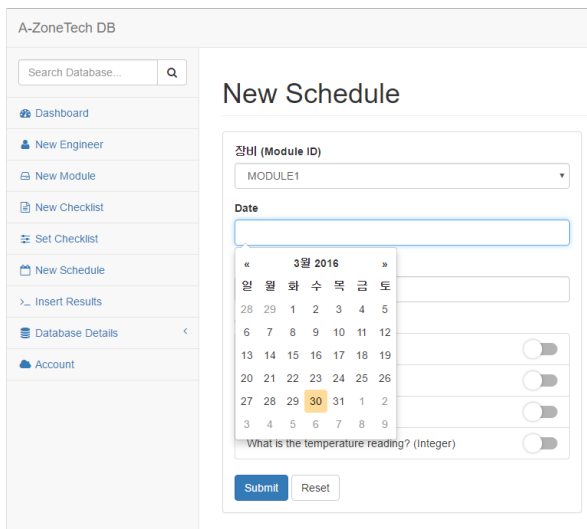 A-ZoneTech DB
Search Database...
Dashboard
New Engineer
New Module
New Checklist
Set Checklist
New Schedule
Insert Results
Database Details
Account
New Schedule
장비 (Module ID)
MODULE1
Date
« 3월 2016 »
일 월 화 수 목 금 토
28 29 1 2 3 4 5
6 7 8 9 10 11 12
13 14 15 16 17 18 19
20 21 22 23 24 25 26
27 28 29 30 31 1 2
3 4 5 6 7 8 9
What is the temperature reading? (Integer)
Submit Reset